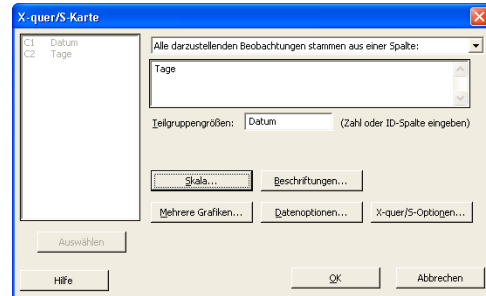 X-quer/S-Karte
C1 Datum
C2 Tage
Alle darzustellenden Beobachtungen stammen aus einer Spalte:
Tage
Teilgruppengrößen: Datum (Zahl oder ID-Spalte eingeben)
Skala... Beschriftungen...
Mehrere Grafiken... Datenoptionen... X-quer/S-Optionen...
Auswählen
Hilfe OK Abbrechen